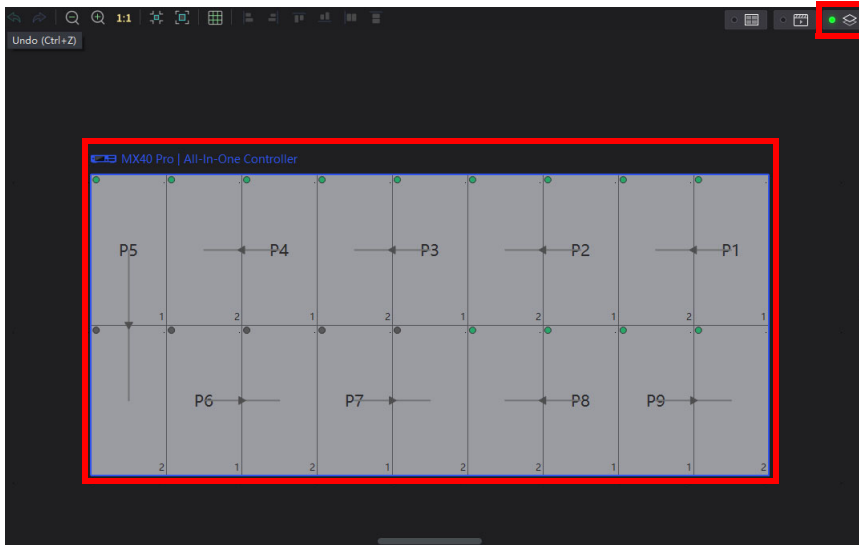 1:1
Undo (Ctrl+Z)
MX40 Pro | All-In-One Controller
P5 P4 P3 P2 P1
1 2 1 2 1 2 1 2 1
P6 P7 P8 P9
2 1 2 1 2 2 1 1 2